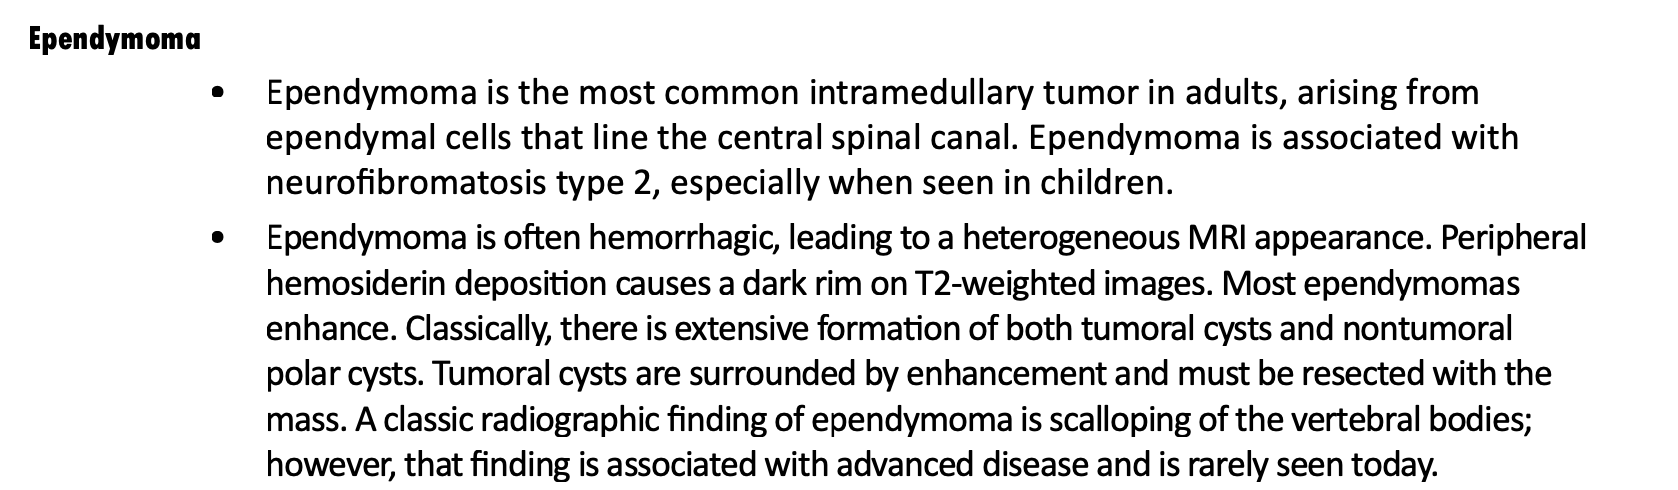 Ependymoma
• Ependymoma is the most common intramedullary tumor in adults, arising from
ependymal cells that line the central spinal canal. Ependymoma is associated with
neurofibromatosis type 2, especially when seen in children.
• Ependymoma is often hemorrhagic, leading to a heterogeneous MRI appearance. Peripheral
hemosiderin deposition causes a dark rim on T2-weighted images. Most ependymomas
enhance. Classically, there is extensive formation of both tumoral cysts and nontumoral
polar cysts. Tumoral cysts are surrounded by enhancement and must be resected with the
mass. A classic radiographic finding of ependymoma is scalloping of the vertebral bodies;
however, that finding is associated with advanced disease and is rarely seen today.